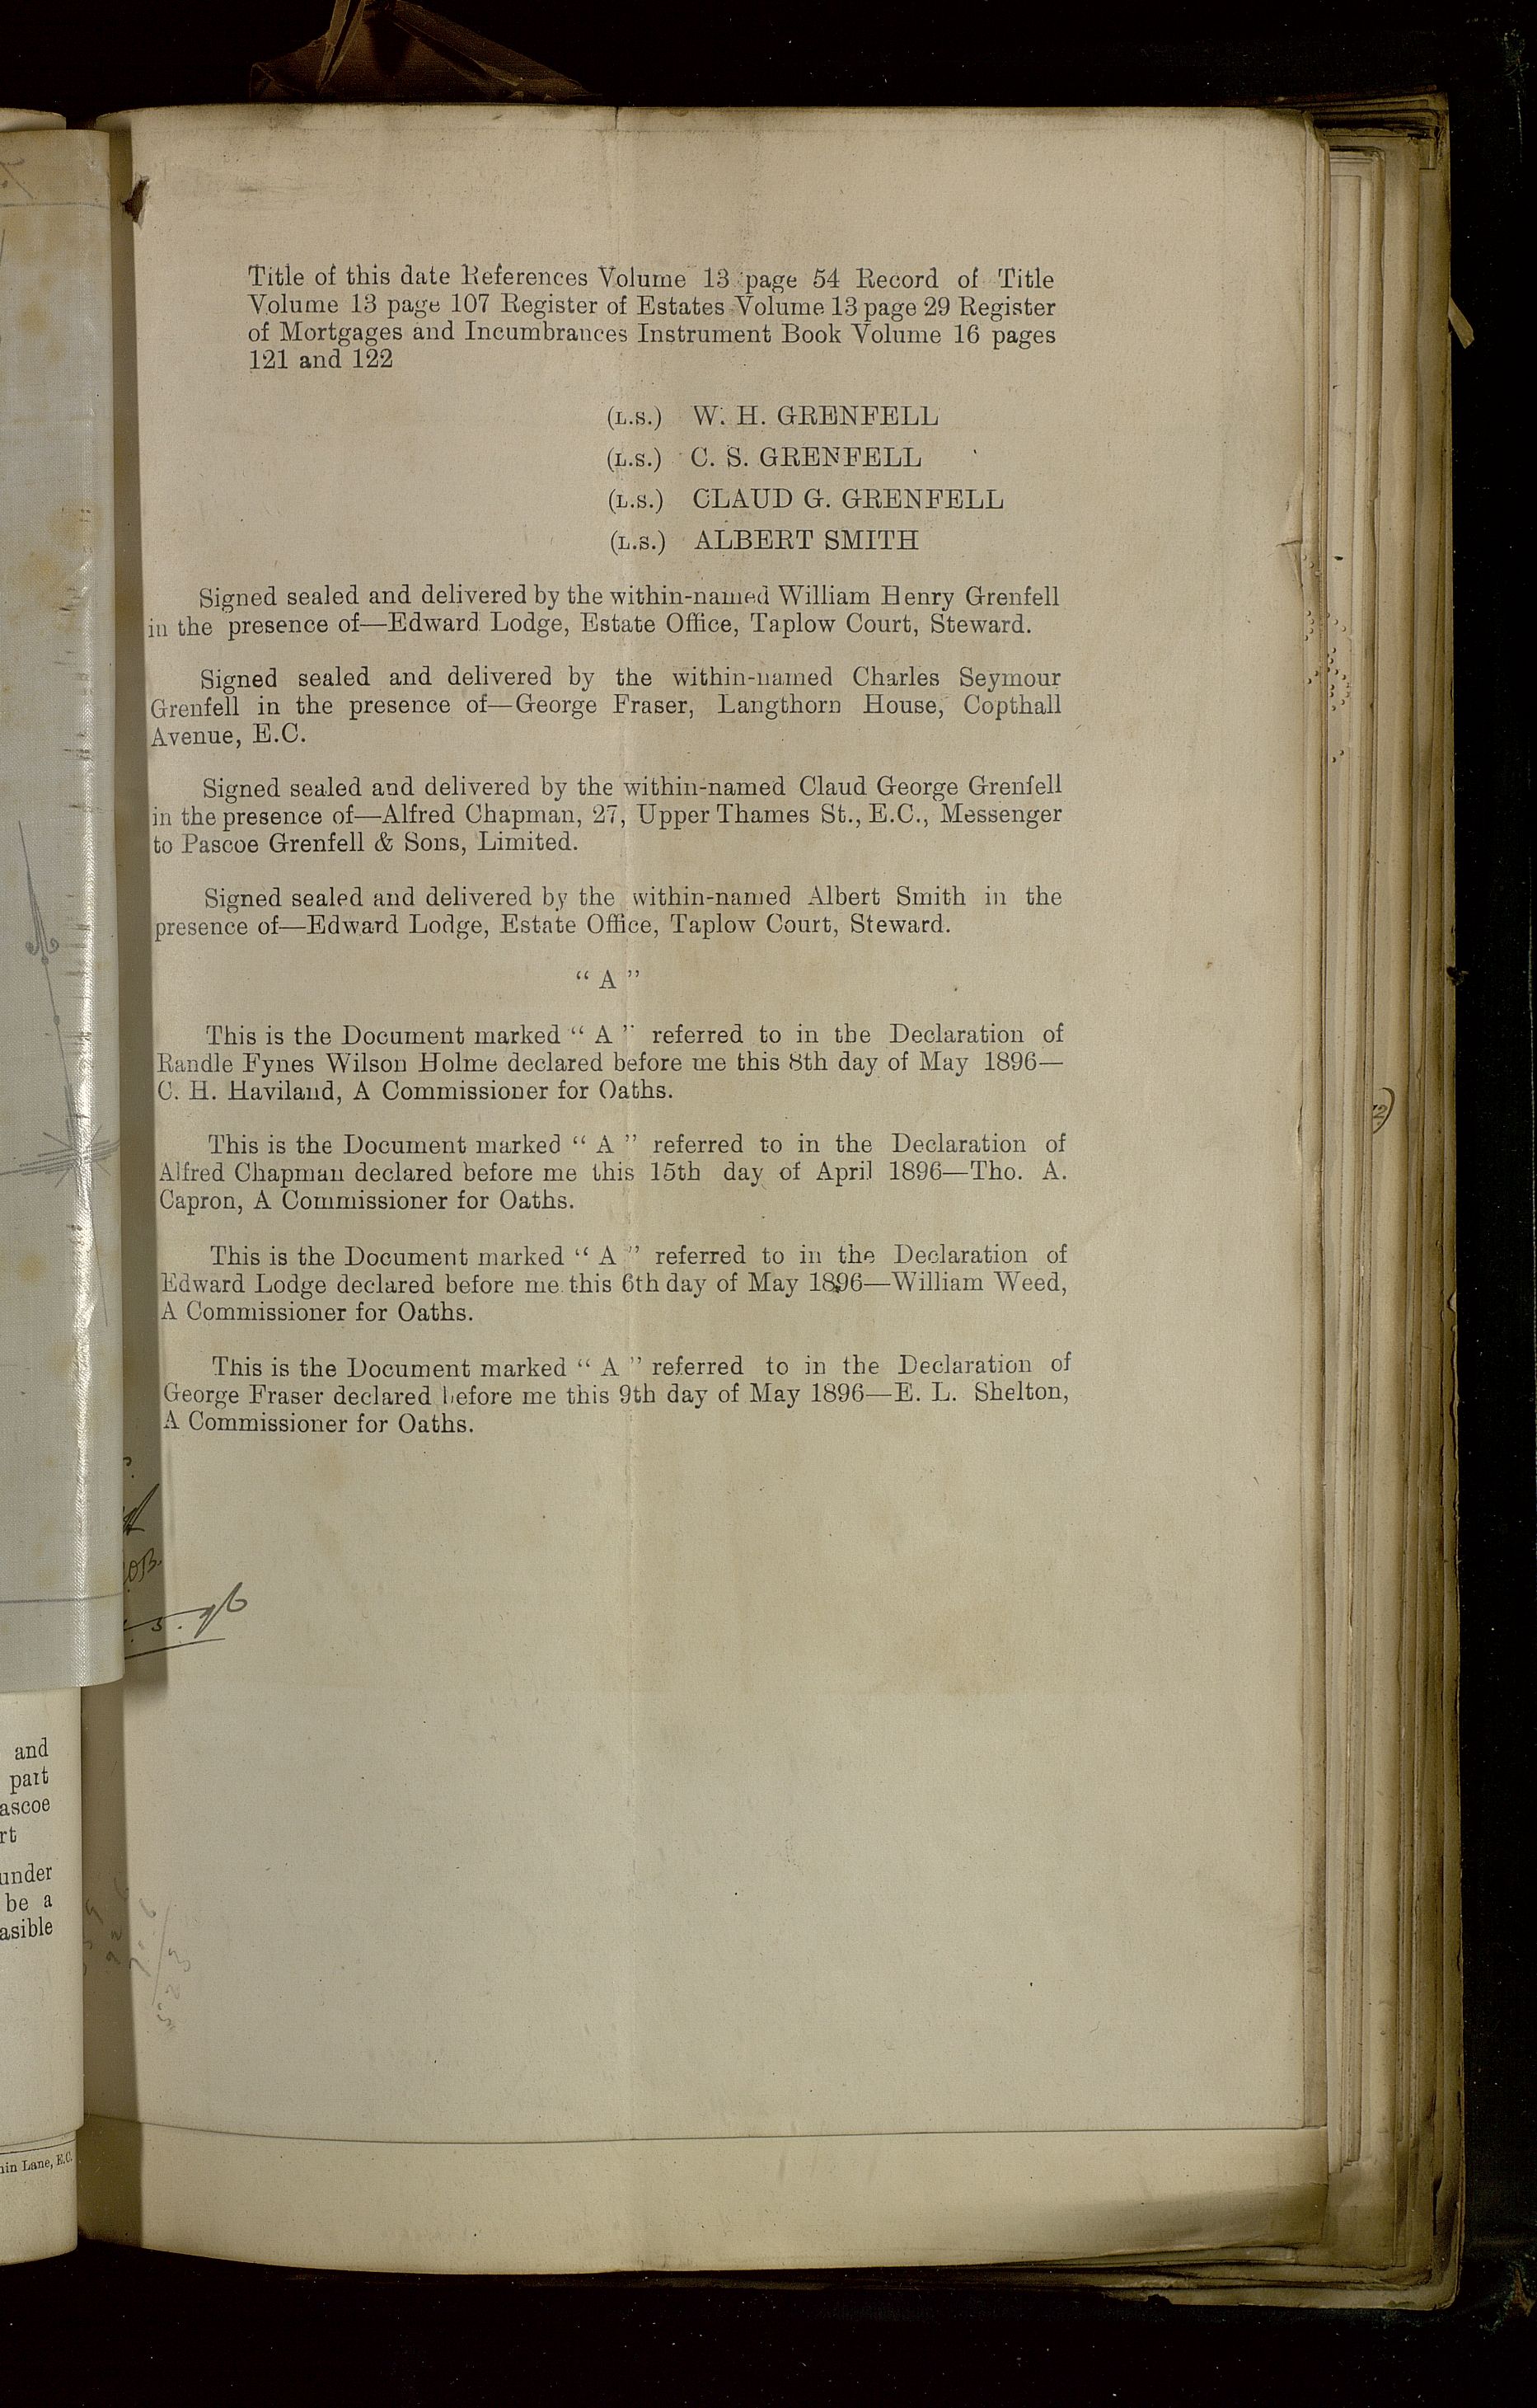 Title of this date References Volume 13 page 54 Record of Title
Volume 13 page 107 Register of Estates Volume 13 page 29 Register
of Mortgages and Incumbrances Instrument Book Volume 16 pages
121 and 122
(L.S.) W. H. GRENFELL
(L.S.) C. S. GRENFELL
(L.S.) CLAUD G. GRENFELL
(L.S.) ALBERT SMITH
Signed sealed and delivered by the within-named William Henry Grenfell
in the presence of—Edward Lodge, Estate Office, Taplow Court, Steward.
Signed sealed and delivered by the within-named Charles Seymour
Grenfell in the presence of—George Fraser, Langthorn House, Copthall
Avenue, E.C.
Signed sealed and delivered by the within-named Claud George Grenfell
in the presence of—Alfred Chapman, 27, Upper Thames St., E.C., Messenger
to Pascoe Grenfell & Sons, Limited.
Signed sealed and delivered by the within-named Albert Smith in the
presence of—Edward Lodge, Estate Office, Taplow Court, Steward.
“ A ”
This is the Document marked “ A ” referred to in the Declaration of
Randle Fynes Wilson Holme declared before me this 8th day of May 1896—
C. H. Haviland, A Commissioner for Oaths.
This is the Document marked “ A ” referred to in the Declaration of
Alfred Chapman declared before me this 15th day of April 1896—Tho. A.
Capron, A Commissioner for Oaths.
This is the Document marked “ A ” referred to in the Declaration of
Edward Lodge declared before me this 6th day of May 1896—William Weed,
A Commissioner for Oaths.
This is the Document marked “ A ” referred to in the Declaration of
George Fraser declared before me this 9th day of May 1896—E. L. Shelton,
A Commissioner for Oaths.
and
part
ascoe
rt
under
be a
asible
Lane, E.C.